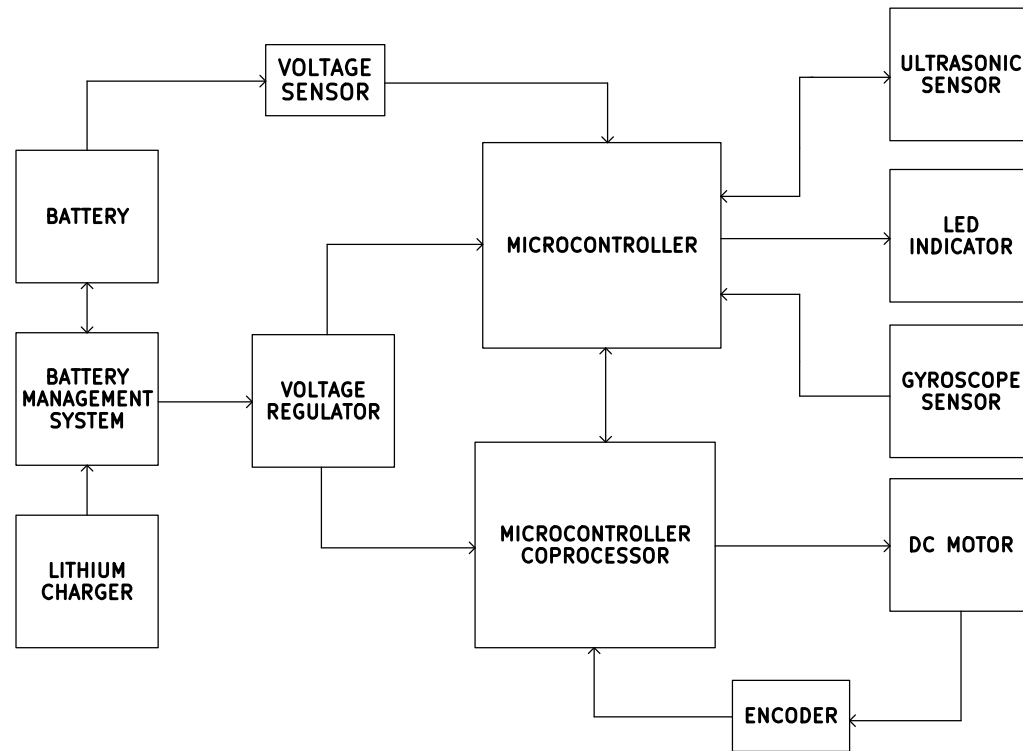 VOLTAGE
SENSOR
ULTRASONIC
SENSOR
BATTERY
MICROCONTROLLER
LED
INDICATOR
BATTERY
MANAGEMENT
SYSTEM
VOLTAGE
REGULATOR
GYROSCOPE
SENSOR
MICROCONTROLLER
COPROCESSOR
DC MOTOR
LITHIUM
CHARGER
ENCODER